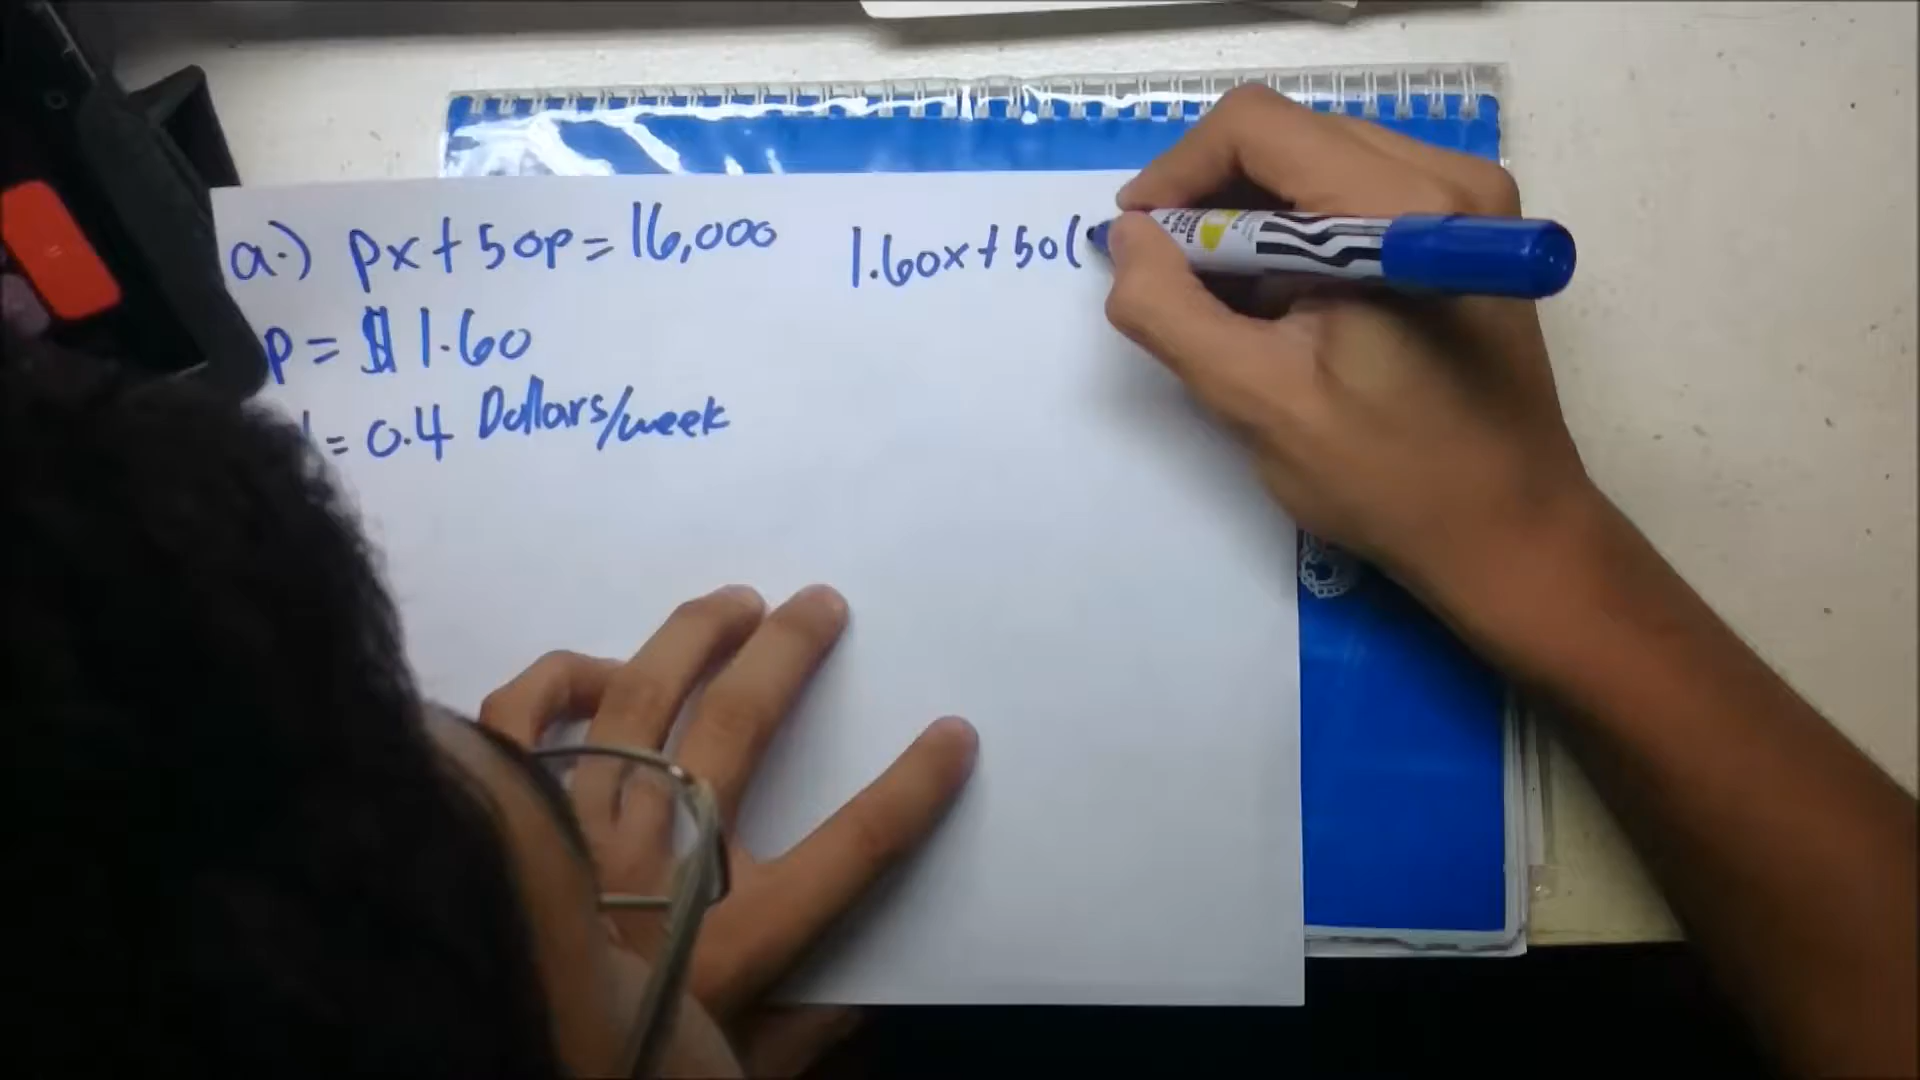 a.) px + 50p = 16,000
p = $ 1.60
= 0.4 Dollars/week
1.60x + 50(